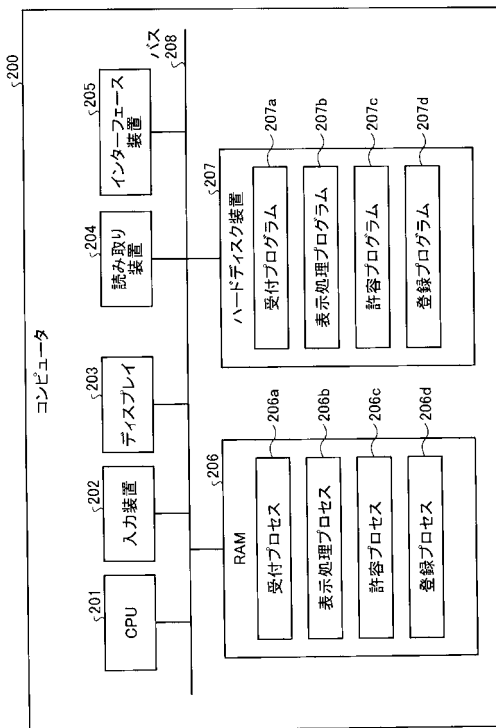 200
コンピュータ
201
CPU
202
入力装置
203
ディスプレイ
204
読み取り
装置
205
インターフェース
装置
バス
208
206
RAM
受付プロセス
206a
表示処理プロセス
206b
許容プロセス
206c
登録プロセス
206d
207
ハードディスク装置
受付プログラム
207a
表示処理プログラム
207b
許容プログラム
207c
登録プログラム
207d